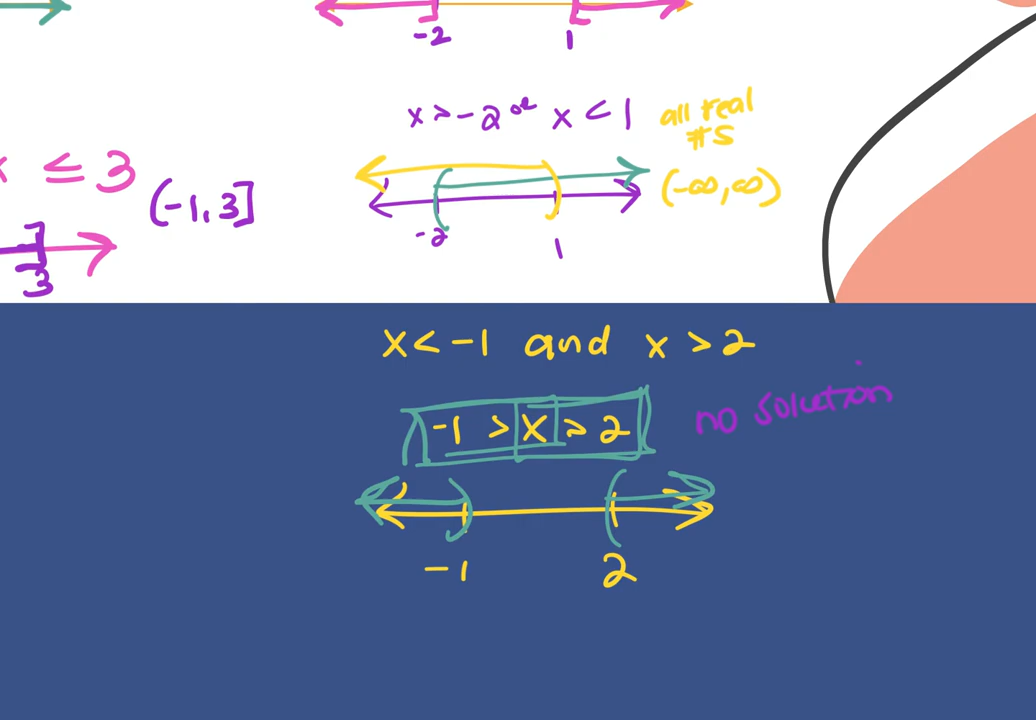 -2 1
x > -2 or x < 1 all real #s
(-∞, ∞)
-2 1
x ≤ 3
(-1, 3]
3
x < -1 and x > 2
-1 > x > 2
no solution
-1 2